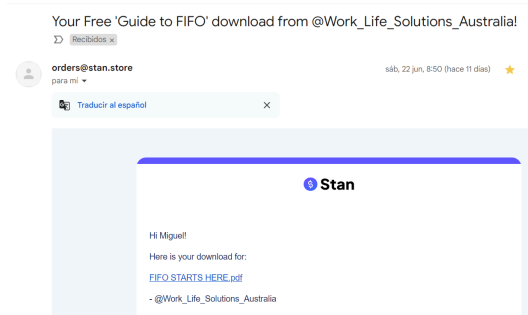 Your Free 'Guide to FIFO' download from @Work_Life_Solutions_Australia!
Recibidos x
orders@stan.store
sáb, 22 jun, 8:50 (hace 11 días)
para mí
Traducir al español
Stan
Hi Miguel!
Here is your download for:
FIFO STARTS HERE.pdf
- @Work_Life_Solutions_Australia